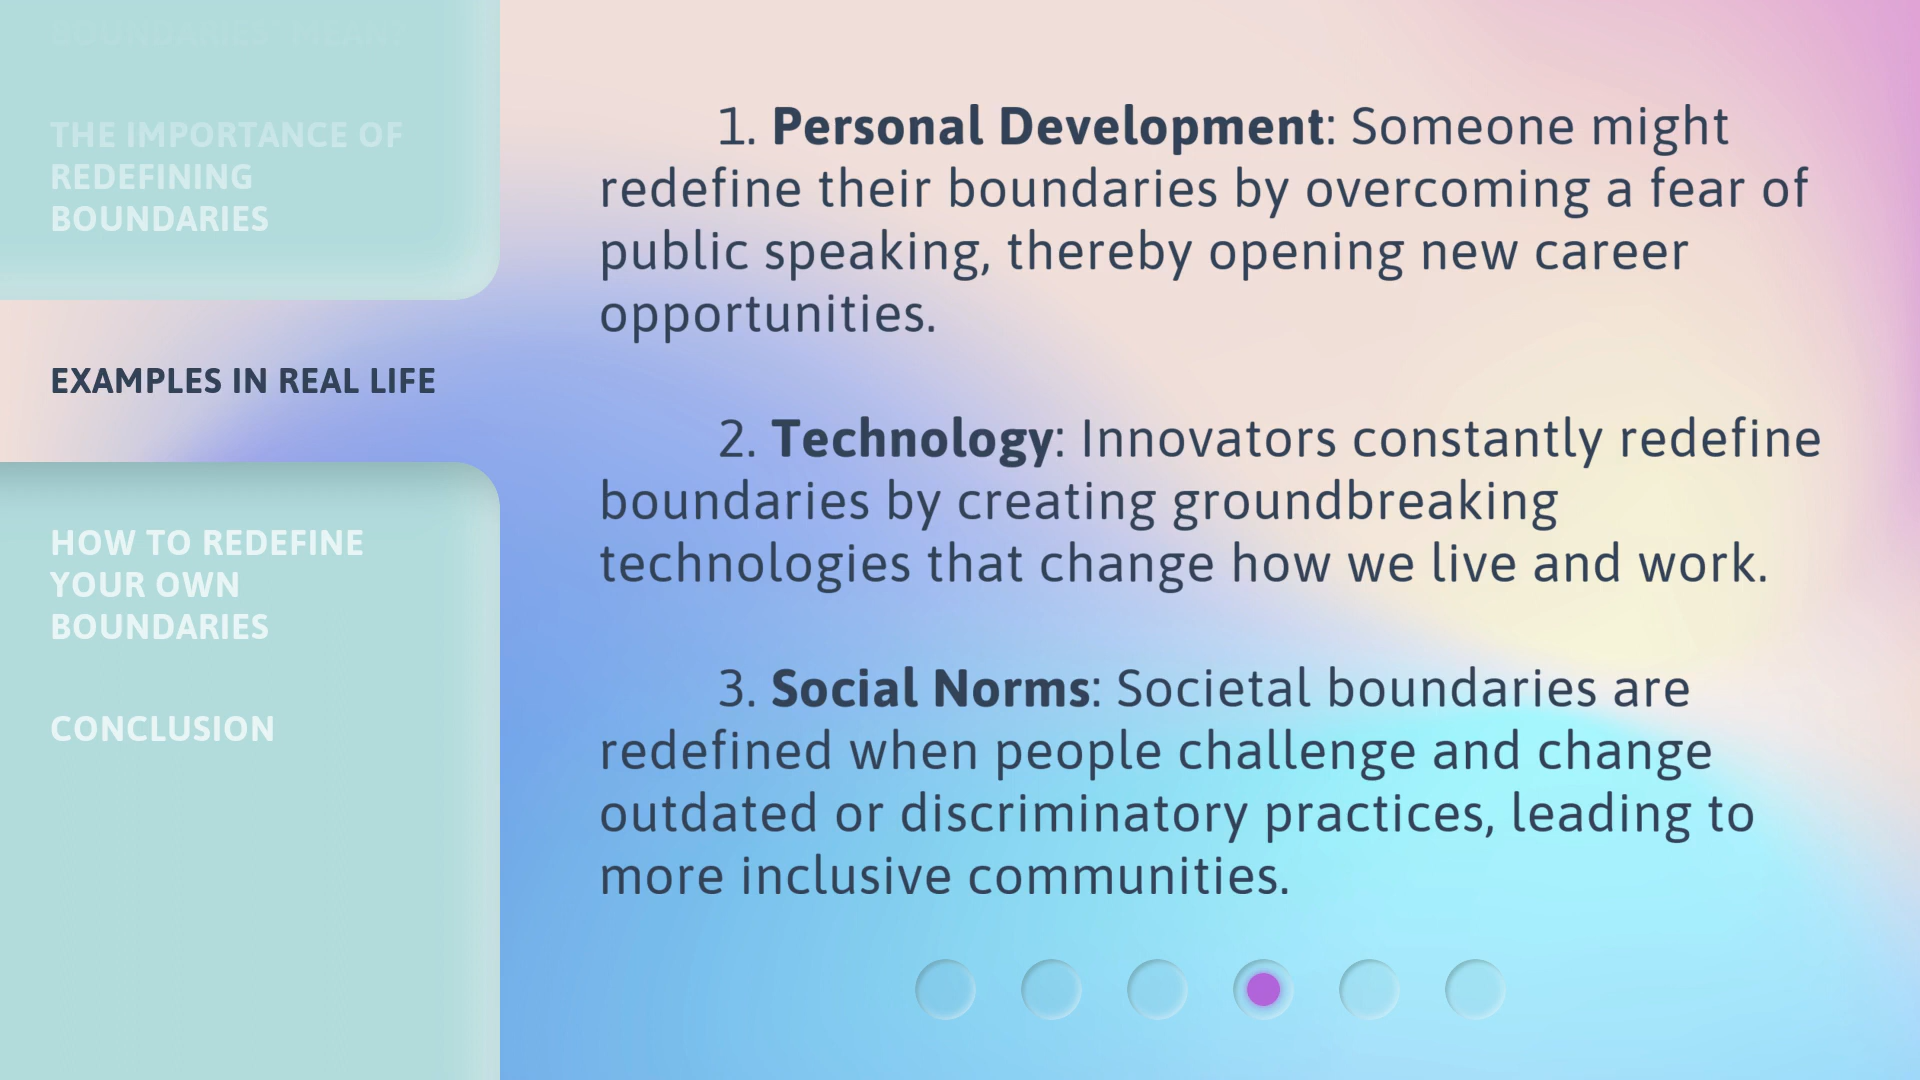 BOUNDARIES" MEAN?
THE IMPORTANCE OF
REDEFINING
BOUNDARIES
EXAMPLES IN REAL LIFE
HOW TO REDEFINE
YOUR OWN
BOUNDARIES
CONCLUSION
1. Personal Development: Someone might
redefine their boundaries by overcoming a fear of
public speaking, thereby opening new career
opportunities.
2. Technology: Innovators constantly redefine
boundaries by creating groundbreaking
technologies that change how we live and work.
3. Social Norms: Societal boundaries are
redefined when people challenge and change
outdated or discriminatory practices, leading to
more inclusive communities.